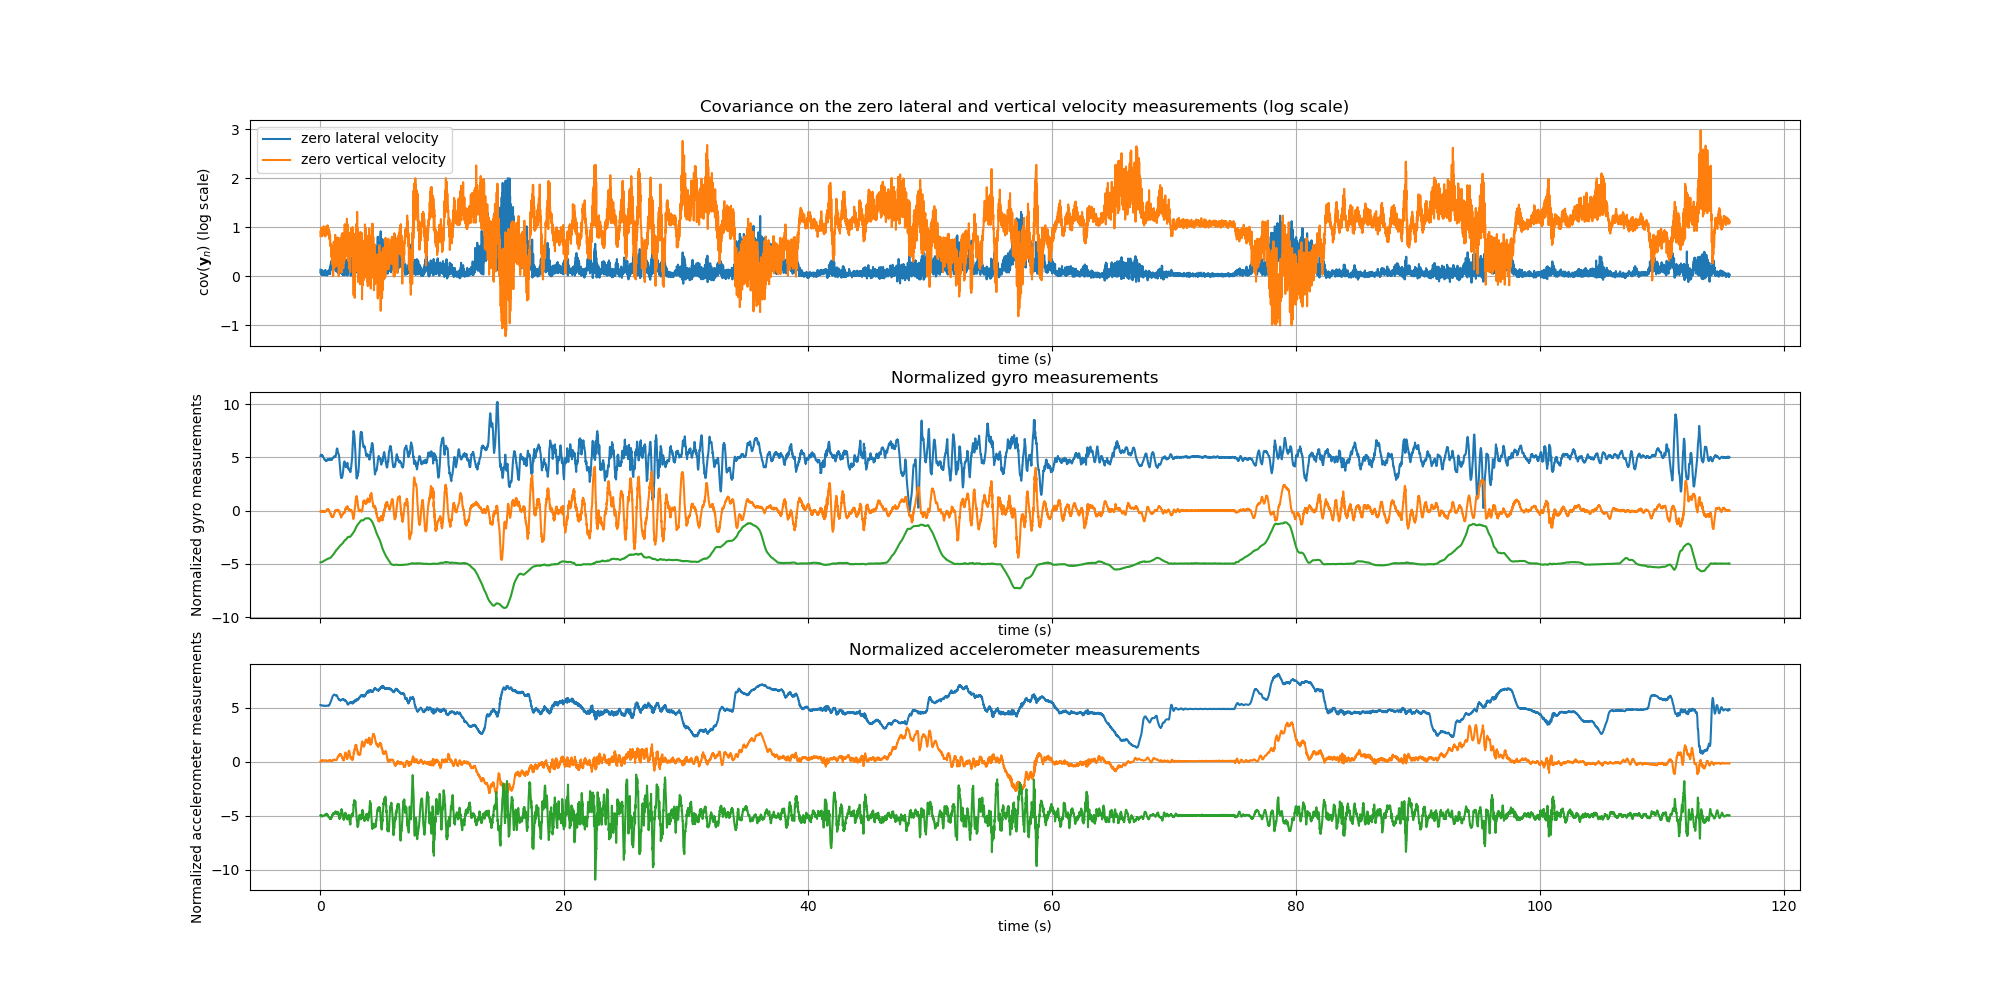 Covariance on the zero lateral and vertical velocity measurements (log scale)
cov(yₙ) (log scale)
3
2
1
0
−1
zero lateral velocity
zero vertical velocity
time (s)
Normalized gyro measurements
Normalized gyro measurements
10
5
0
−5
−10
time (s)
Normalized accelerometer measurements
Normalized accelerometer measurements
5
0
−5
−10
0 20 40 60 80 100 120
time (s)